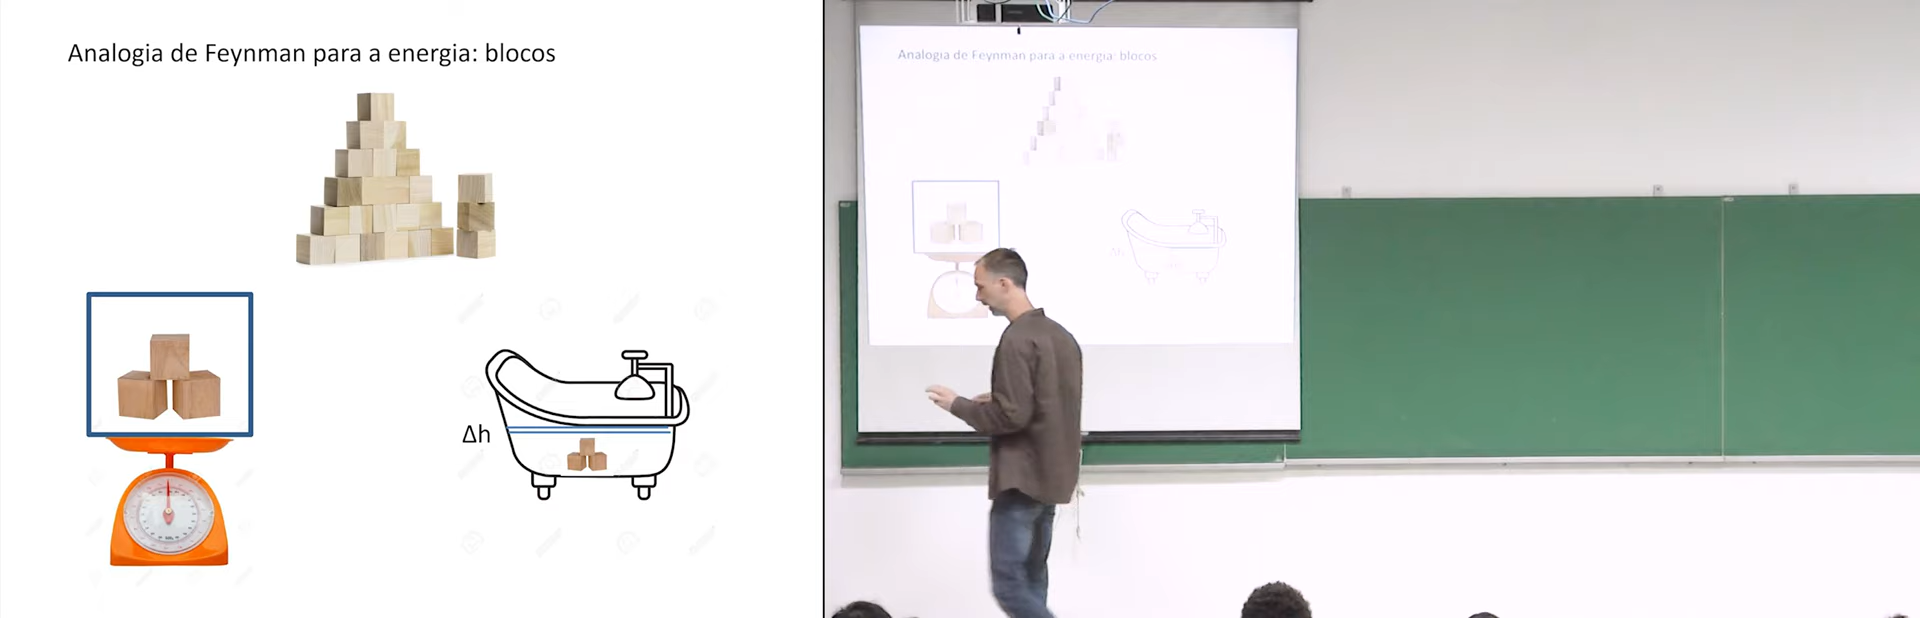 Analogia de Feynman para a energia: blocos
Δh
Analogia de Feynman para a energia: blocos